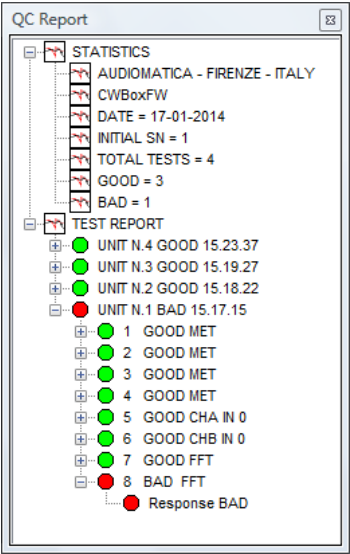 QC Report
STATISTICS
AUDIOMATICA - FIRENZE - ITALY
CWBoxFW
DATE = 17-01-2014
INITIAL SN = 1
TOTAL TESTS = 4
GOOD = 3
BAD = 1
TEST REPORT
UNIT N.4 GOOD 15.23.37
UNIT N.3 GOOD 15.19.27
UNIT N.2 GOOD 15.18.22
UNIT N.1 BAD 15.17.15
1 GOOD MET
2 GOOD MET
3 GOOD MET
4 GOOD MET
5 GOOD CHA IN 0
6 GOOD CHB IN 0
7 GOOD FFT
8 BAD FFT
Response BAD